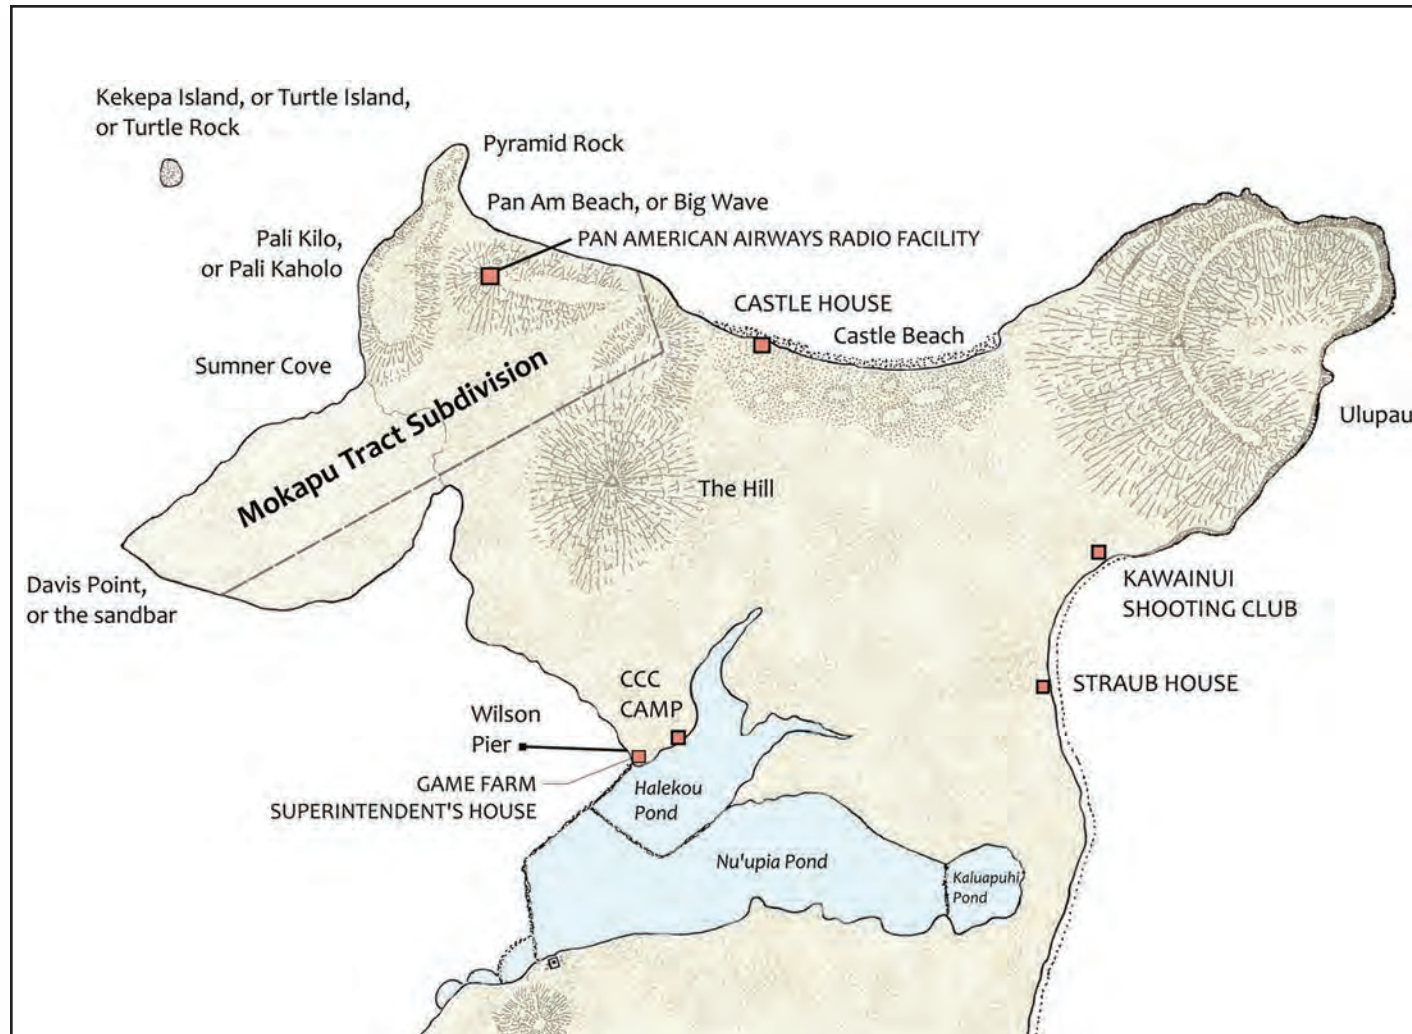 Kekepa Island, or Turtle Island,
or Turtle Rock
Pyramid Rock
Pan Am Beach, or Big Wave
PAN AMERICAN AIRWAYS RADIO FACILITY
Pali Kilo,
or Pali Kaholo
CASTLE HOUSE
Castle Beach
Sumner Cove
Mokapu Tract Subdivision
Ulupau
The Hill
Davis Point,
or the sandbar
KAWAINUI
SHOOTING CLUB
STRAUB HOUSE
CCC
CAMP
Wilson
Pier
GAME FARM
SUPERINTENDENT'S HOUSE
Halekou
Pond
Nu'upia Pond
Kaluapuhi
Pond